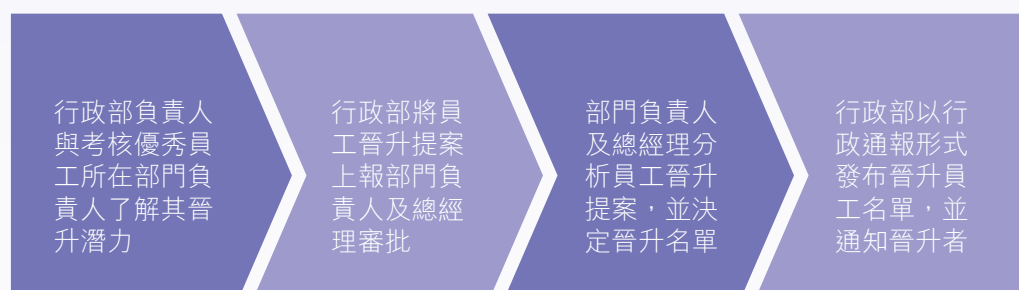 行政部負責人
與考核優秀員
工所在部門負
責人了解其晉
升潛力
行政部將員
工晉升提案
上報部門負
責人及總經
理審批
部門負責人
及總經理分
析員工晉升
提案，並決
定晉升名單
行政部以行
政通報形式
發布晉升員
工名單，並
通知晉升者